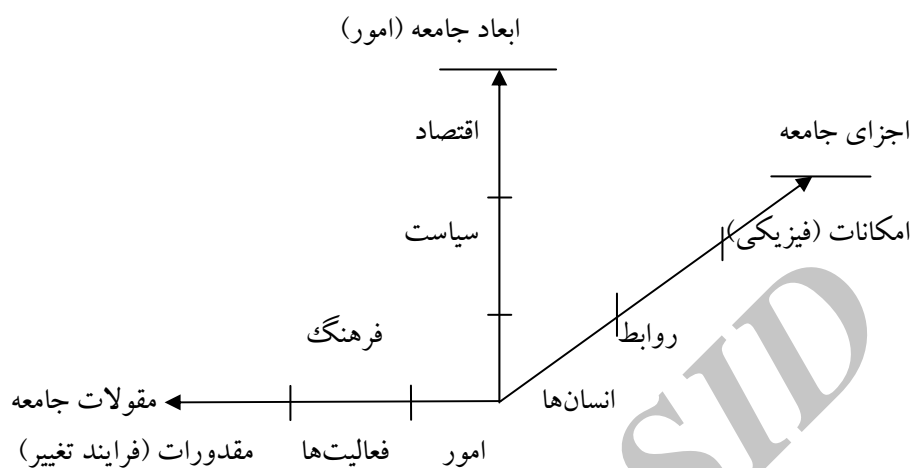 ابعاد جامعه (امور)
اقتصاد
اجزای جامعه
سیاست
امکانات (فیزیکی)
فرهنگ
روابط
مقولات جامعه
انسان‌ها
امور
فعالیت‌ها
مقدورات (فرایند تغییر)
SID